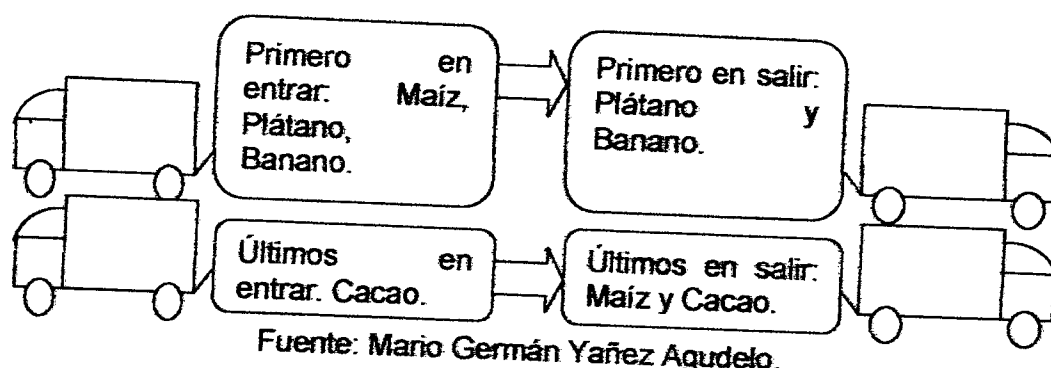 Primero en
entrar: Maíz,
Plátano,
Banano.
Primero en salir:
Plátano y
Banano.
Últimos en
entrar. Cacao.
Últimos en salir:
Maíz y Cacao.
Fuente: Mario Germán Yañez Agudelo.